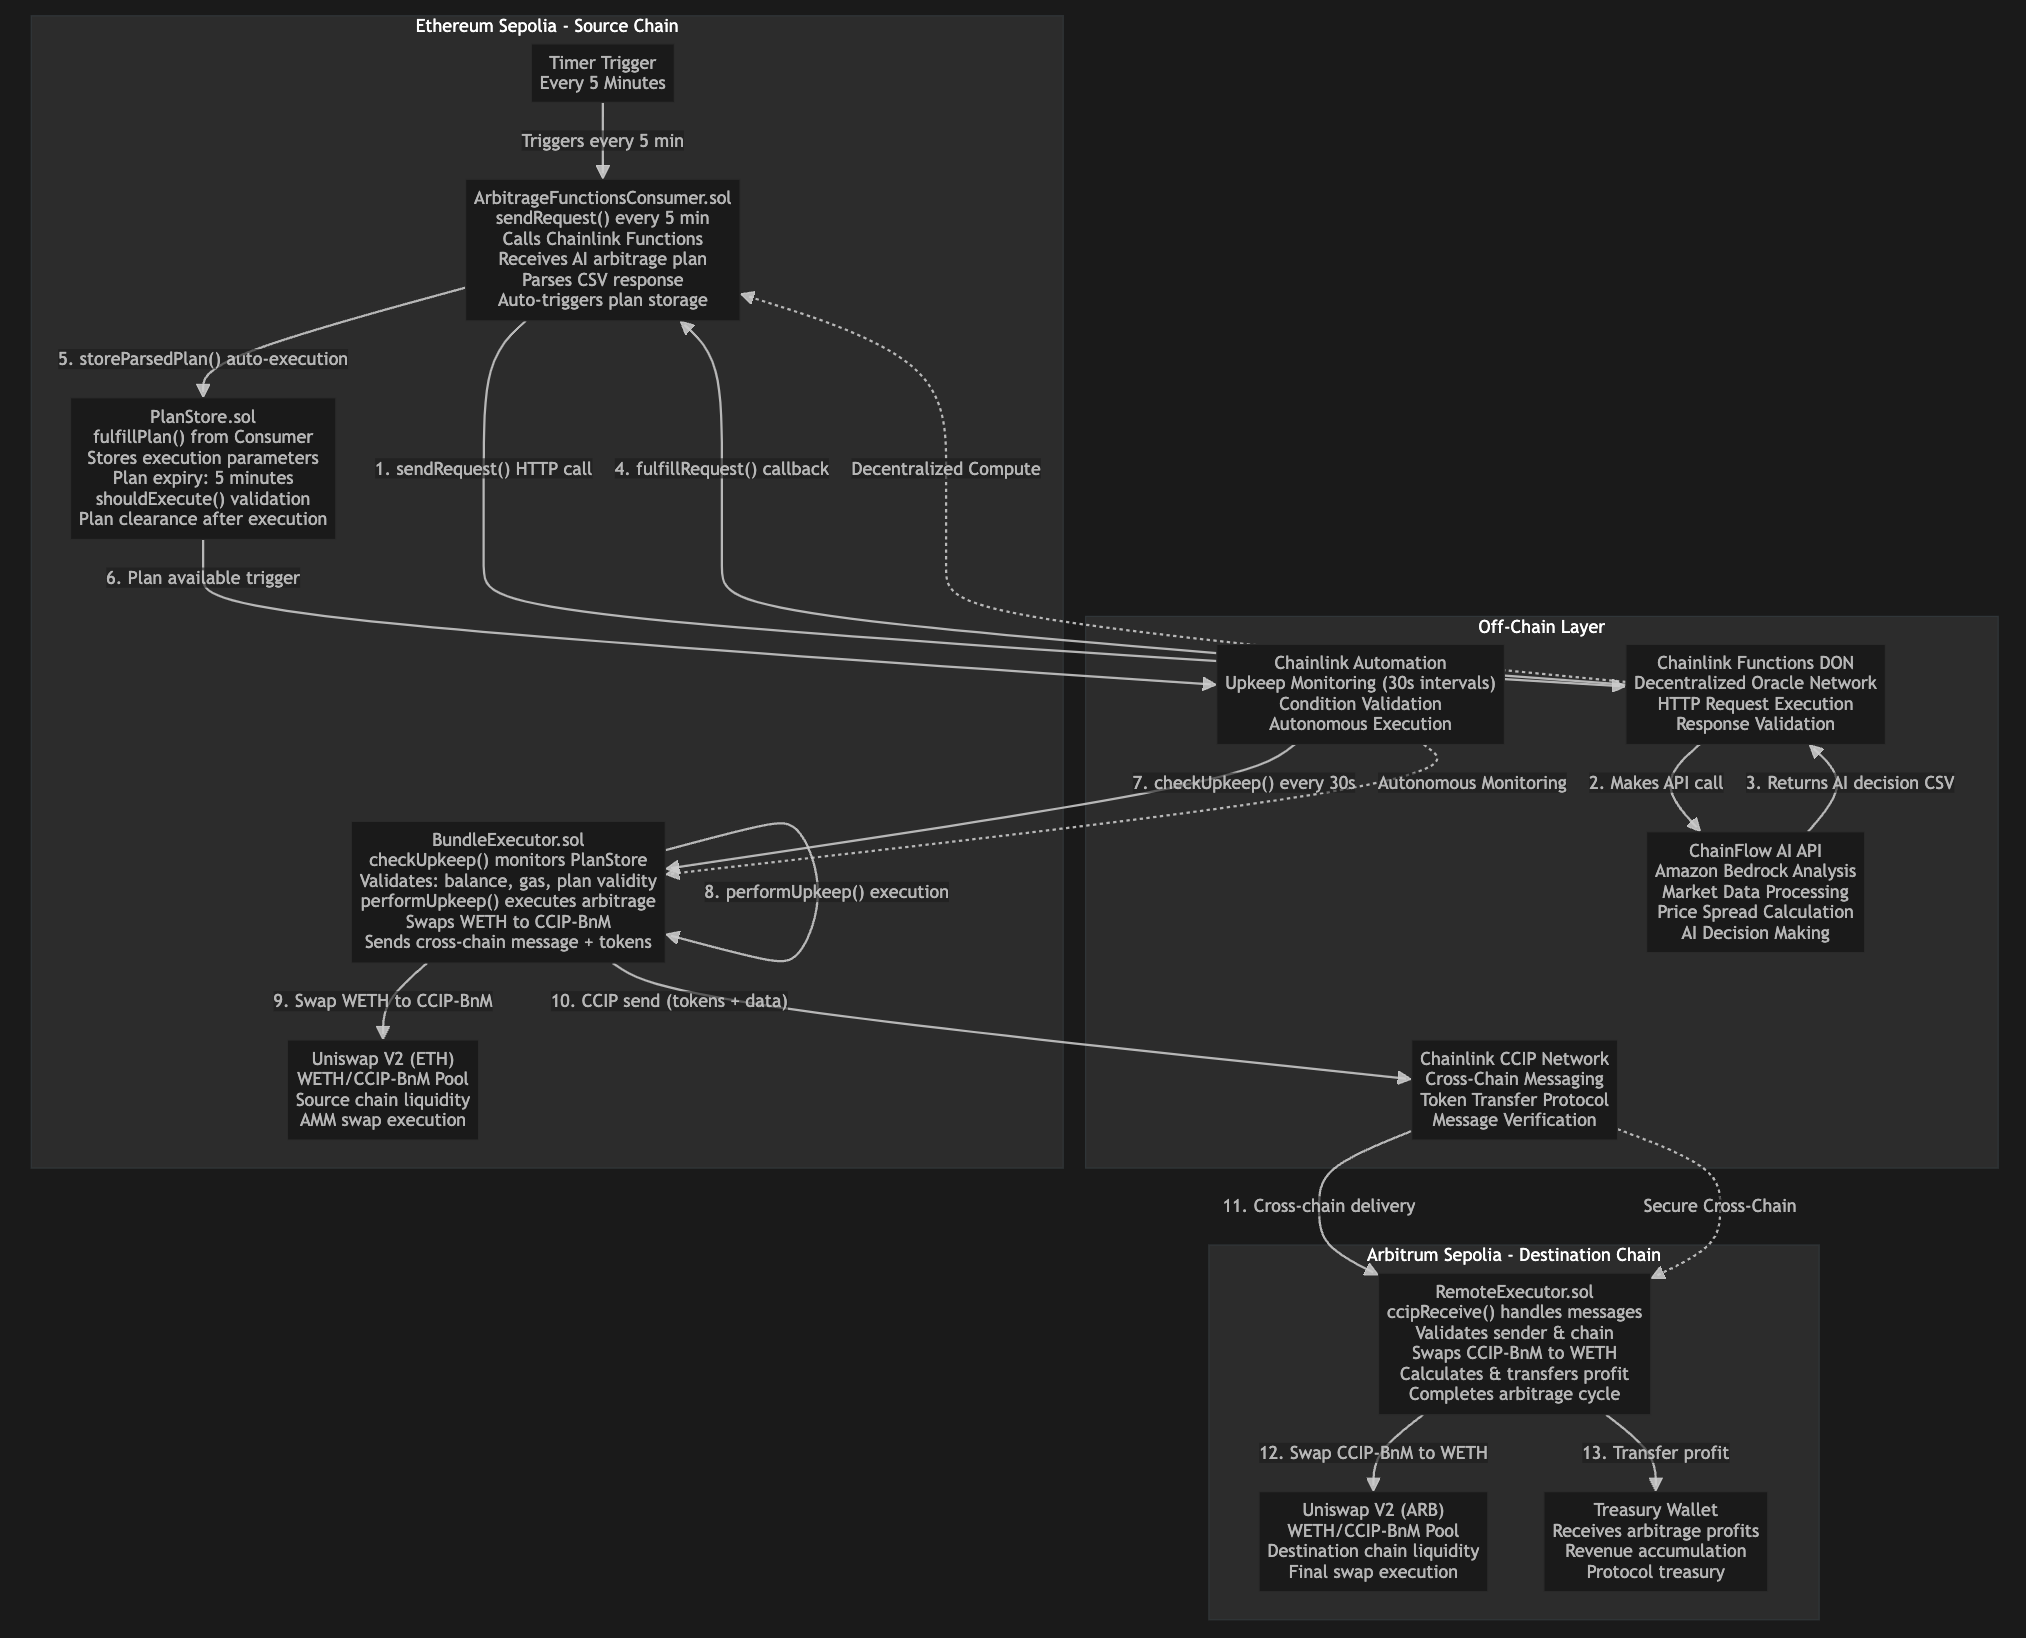 Ethereum Sepolia - Source Chain
Timer Trigger
Every 5 Minutes
Triggers every 5 min
ArbitrageFunctionsConsumer.sol
sendRequest() every 5 min
Calls Chainlink Functions
Receives AI arbitrage plan
Parses CSV response
Auto-triggers plan storage
5. storeParsedPlan() auto-execution
PlanStore.sol
fulfillPlan() from Consumer
Stores execution parameters
Plan expiry: 5 minutes
shouldExecute() validation
Plan clearance after execution
1. sendRequest() HTTP call
4. fulfillRequest() callback
Decentralized Compute
6. Plan available trigger
Off-Chain Layer
Chainlink Automation
Upkeep Monitoring (30s intervals)
Condition Validation
Autonomous Execution
Chainlink Functions DON
Decentralized Oracle Network
HTTP Request Execution
Response Validation
7. checkUpkeep() every 30s
Autonomous Monitoring
2. Makes API call
3. Returns AI decision CSV
BundleExecutor.sol
checkUpkeep() monitors PlanStore
Validates: balance, gas, plan validity
performUpkeep() executes arbitrage
Swaps WETH to CCIP-BnM
Sends cross-chain message + tokens
8. performUpkeep() execution
ChainFlow AI API
Amazon Bedrock Analysis
Market Data Processing
Price Spread Calculation
AI Decision Making
9. Swap WETH to CCIP-BnM
10. CCIP send (tokens + data)
Uniswap V2 (ETH)
WETH/CCIP-BnM Pool
Source chain liquidity
AMM swap execution
Chainlink CCIP Network
Cross-Chain Messaging
Token Transfer Protocol
Message Verification
11. Cross-chain delivery
Secure Cross-Chain
Arbitrum Sepolia - Destination Chain
RemoteExecutor.sol
ccipReceive() handles messages
Validates sender & chain
Swaps CCIP-BnM to WETH
Calculates & transfers profit
Completes arbitrage cycle
12. Swap CCIP-BnM to WETH
13. Transfer profit
Uniswap V2 (ARB)
WETH/CCIP-BnM Pool
Destination chain liquidity
Final swap execution
Treasury Wallet
Receives arbitrage profits
Revenue accumulation
Protocol treasury